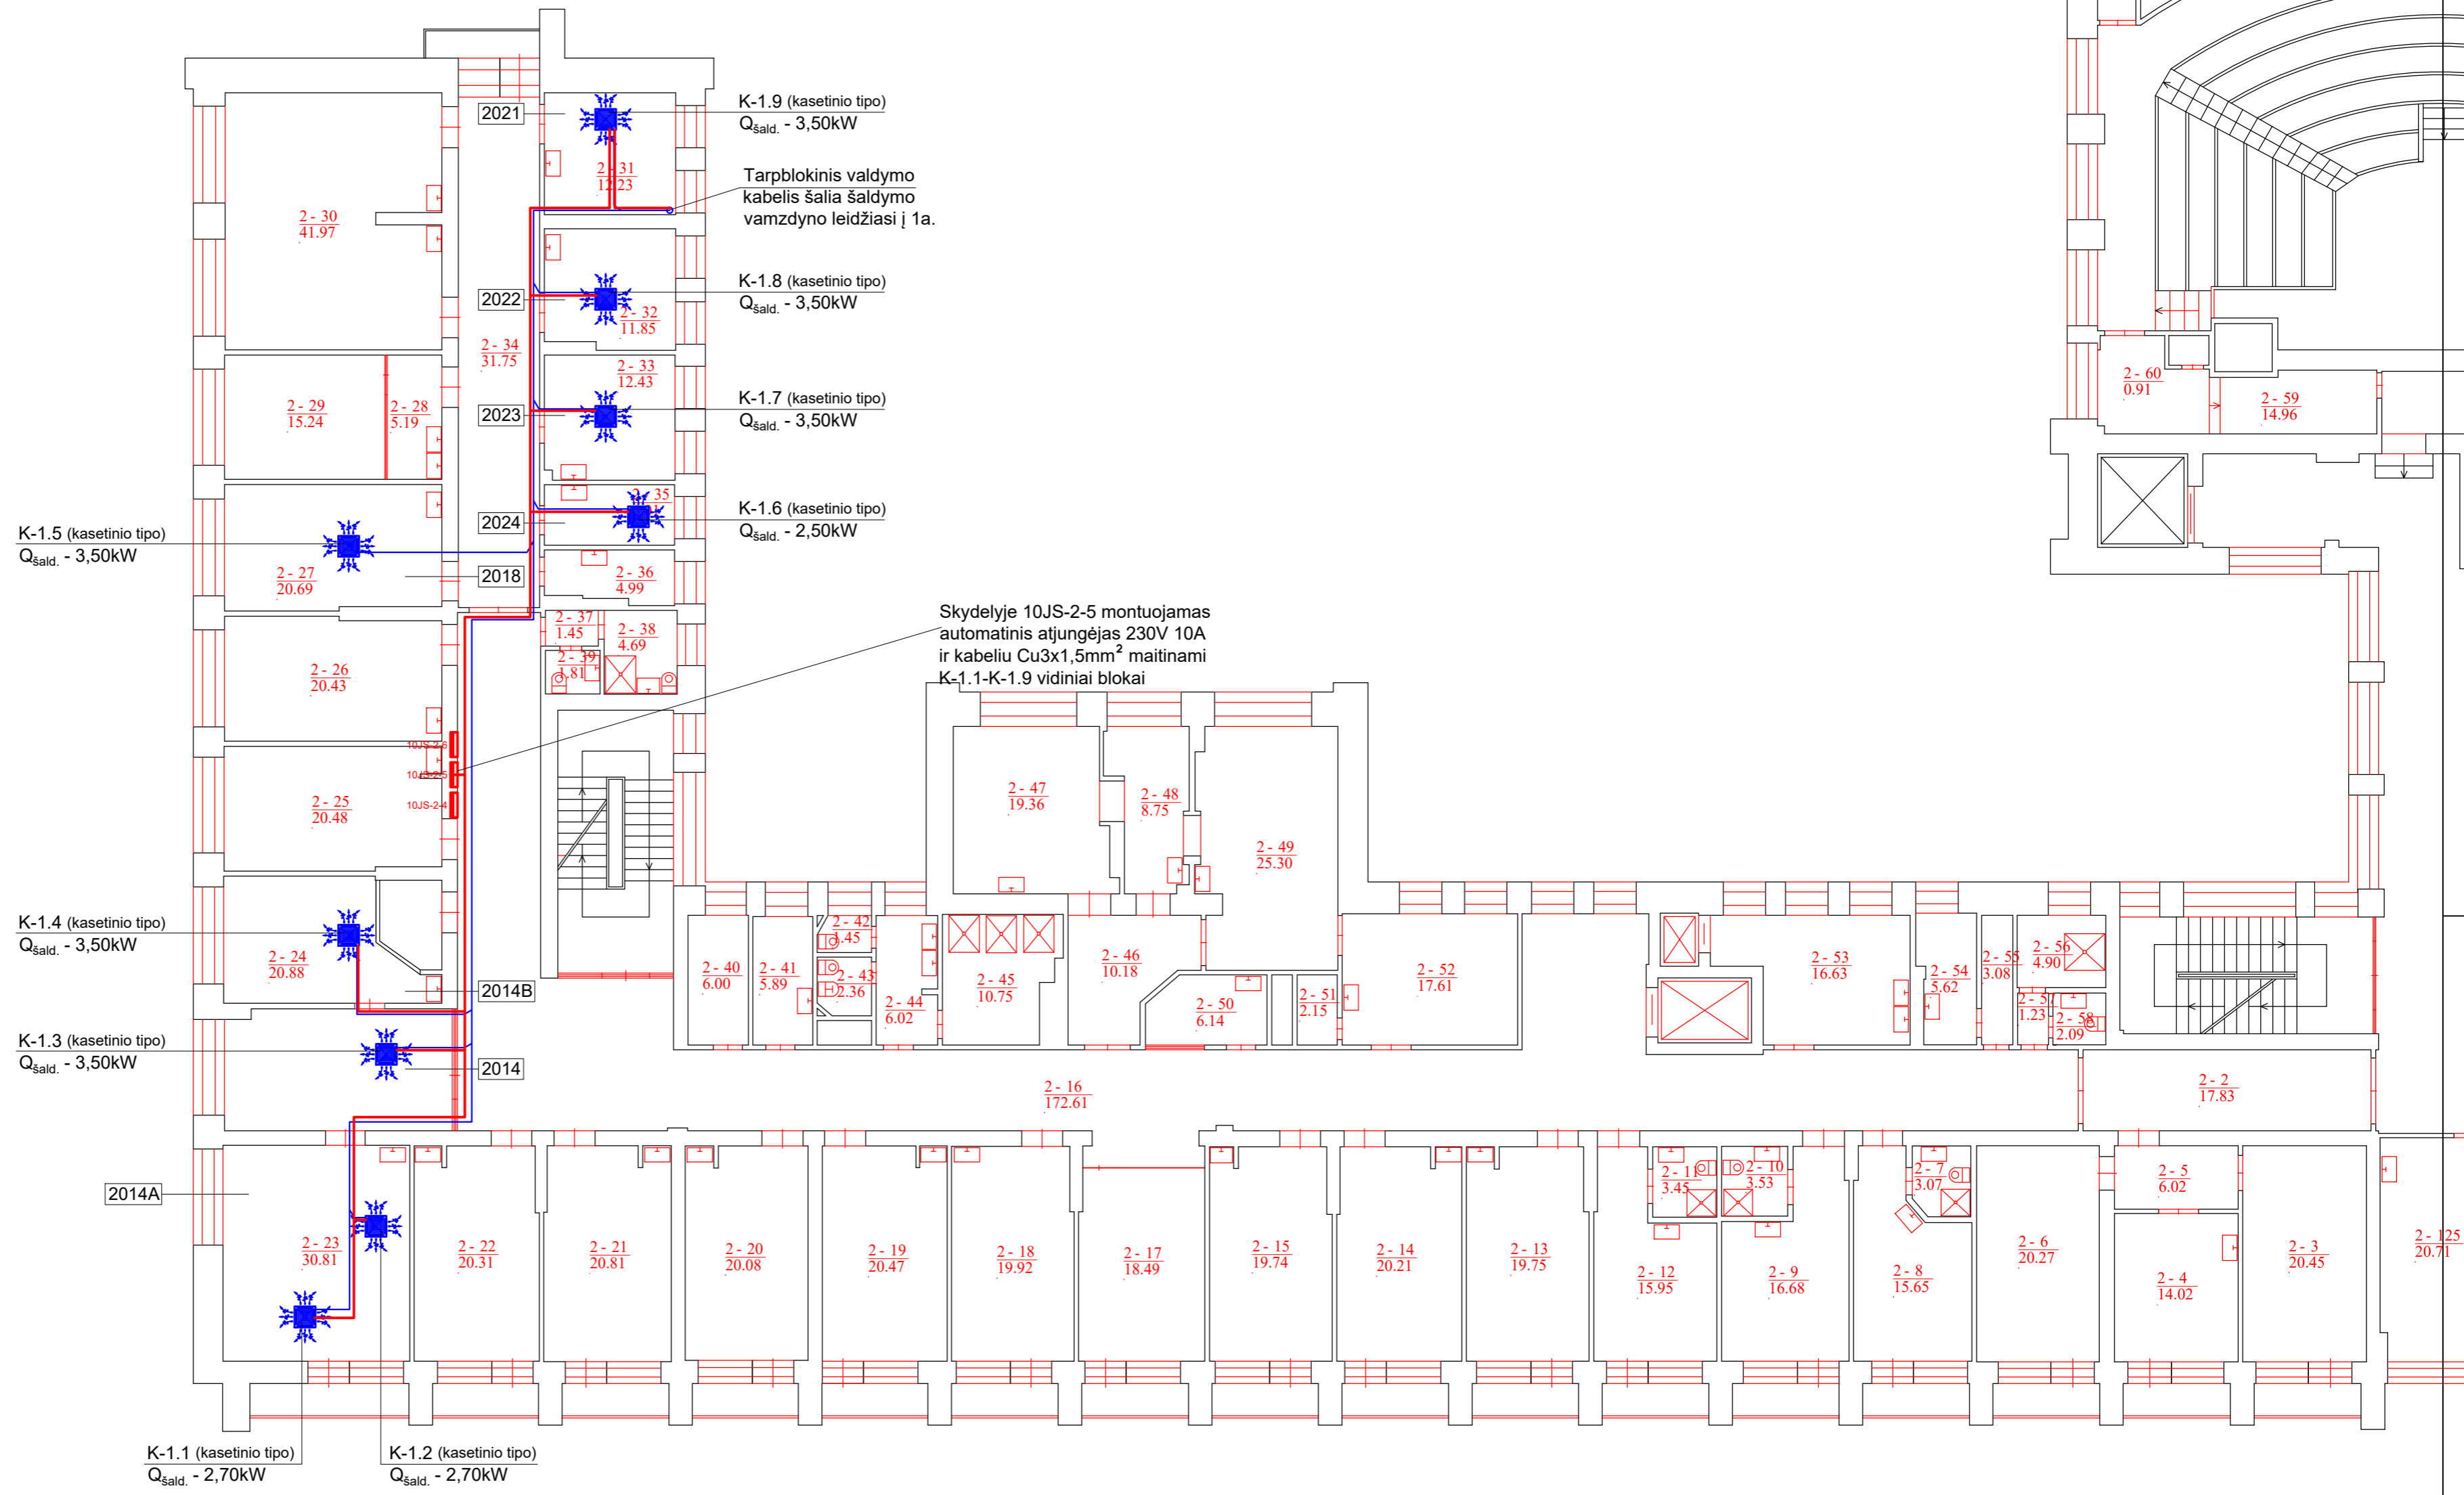 K-1.9 (kasetinio tipo)
Qšald. - 3,50kW
2021
2 - 31
12.23
Tarpblokinis valdymo
kabelis šalia šaldymo
vamzdyno leidžiasi į 1a.
2 - 30
41.97
K-1.8 (kasetinio tipo)
Qšald. - 3,50kW
2022
2 - 32
11.85
2 - 34
31.75
2 - 33
12.43
2 - 29
15.24
2 - 28
5.19
2023
K-1.7 (kasetinio tipo)
Qšald. - 3,50kW
2 - 60
0.91
2 - 59
14.96
2 - 35
2024
K-1.6 (kasetinio tipo)
Qšald. - 2,50kW
K-1.5 (kasetinio tipo)
Qšald. - 3,50kW
2 - 27
20.69
2018
2 - 36
4.99
Skydelyje 10JS-2-5 montuojamas
automatinis atjungėjas 230V 10A
ir kabeliu Cu3x1,5mm² maitinami
K-1.1-K-1.9 vidiniai blokai
2 - 37
1.45
2 - 38
4.69
2 - 39
1.81
2 - 26
20.43
10JS-2-6
10JS-2-5
10JS-2-4
2 - 25
20.48
2 - 47
19.36
2 - 48
8.75
2 - 49
25.30
K-1.4 (kasetinio tipo)
Qšald. - 3,50kW
2 - 24
20.88
2014B
2 - 40
6.00
2 - 41
5.89
2 - 42
1.45
2 - 43
2.36
2 - 44
6.02
2 - 45
10.75
2 - 46
10.18
2 - 50
6.14
2 - 51
2.15
2 - 52
17.61
2 - 53
16.63
2 - 54
5.62
2 - 55
3.08
2 - 56
4.90
2 - 57
1.23
2 - 58
2.09
K-1.3 (kasetinio tipo)
Qšald. - 3,50kW
2014
2 - 16
172.61
2 - 2
17.83
2014A
2 - 23
30.81
2 - 22
20.31
2 - 21
20.81
2 - 20
20.08
2 - 19
20.47
2 - 18
19.92
2 - 17
18.49
2 - 15
19.74
2 - 14
20.21
2 - 13
19.75
2 - 12
15.95
2 - 11
3.45
2 - 10
3.53
2 - 9
16.68
2 - 8
15.65
2 - 7
3.07
2 - 6
20.27
2 - 5
6.02
2 - 4
14.02
2 - 3
20.45
2 - 125
20.71
K-1.1 (kasetinio tipo)
Qšald. - 2,70kW
K-1.2 (kasetinio tipo)
Qšald. - 2,70kW